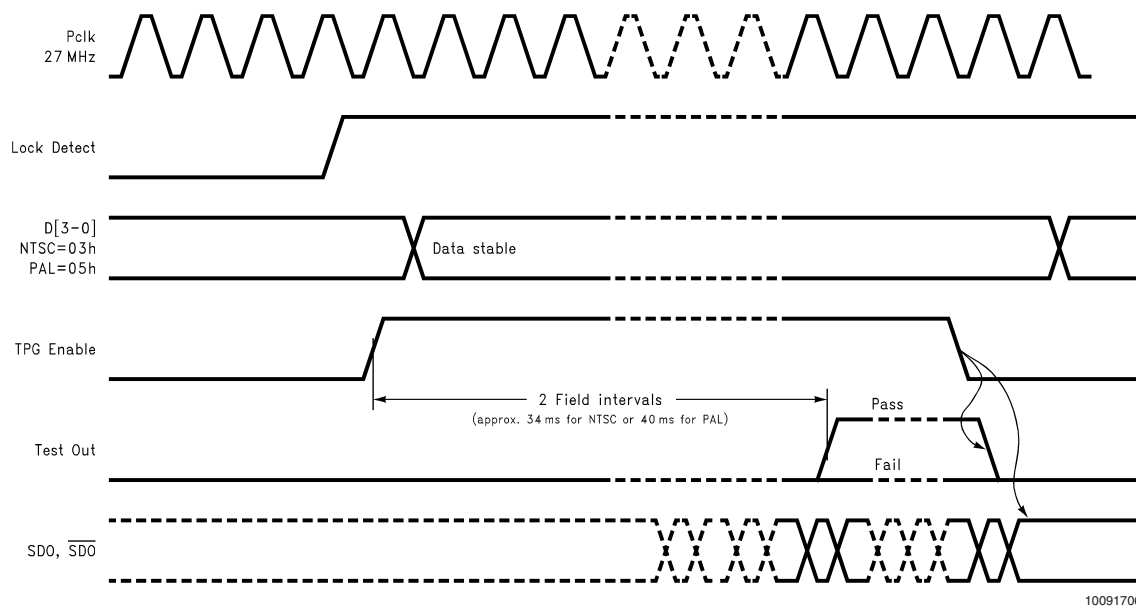 Pclk
27 MHz
Lock Detect
D[3-0]
NTSC=03h
PAL=05h
Data stable
TPG Enable
2 Field intervals
(approx. 34 ms for NTSC or 40 ms for PAL)
Pass
Test Out
Fail
SDO, S̅D̅O̅